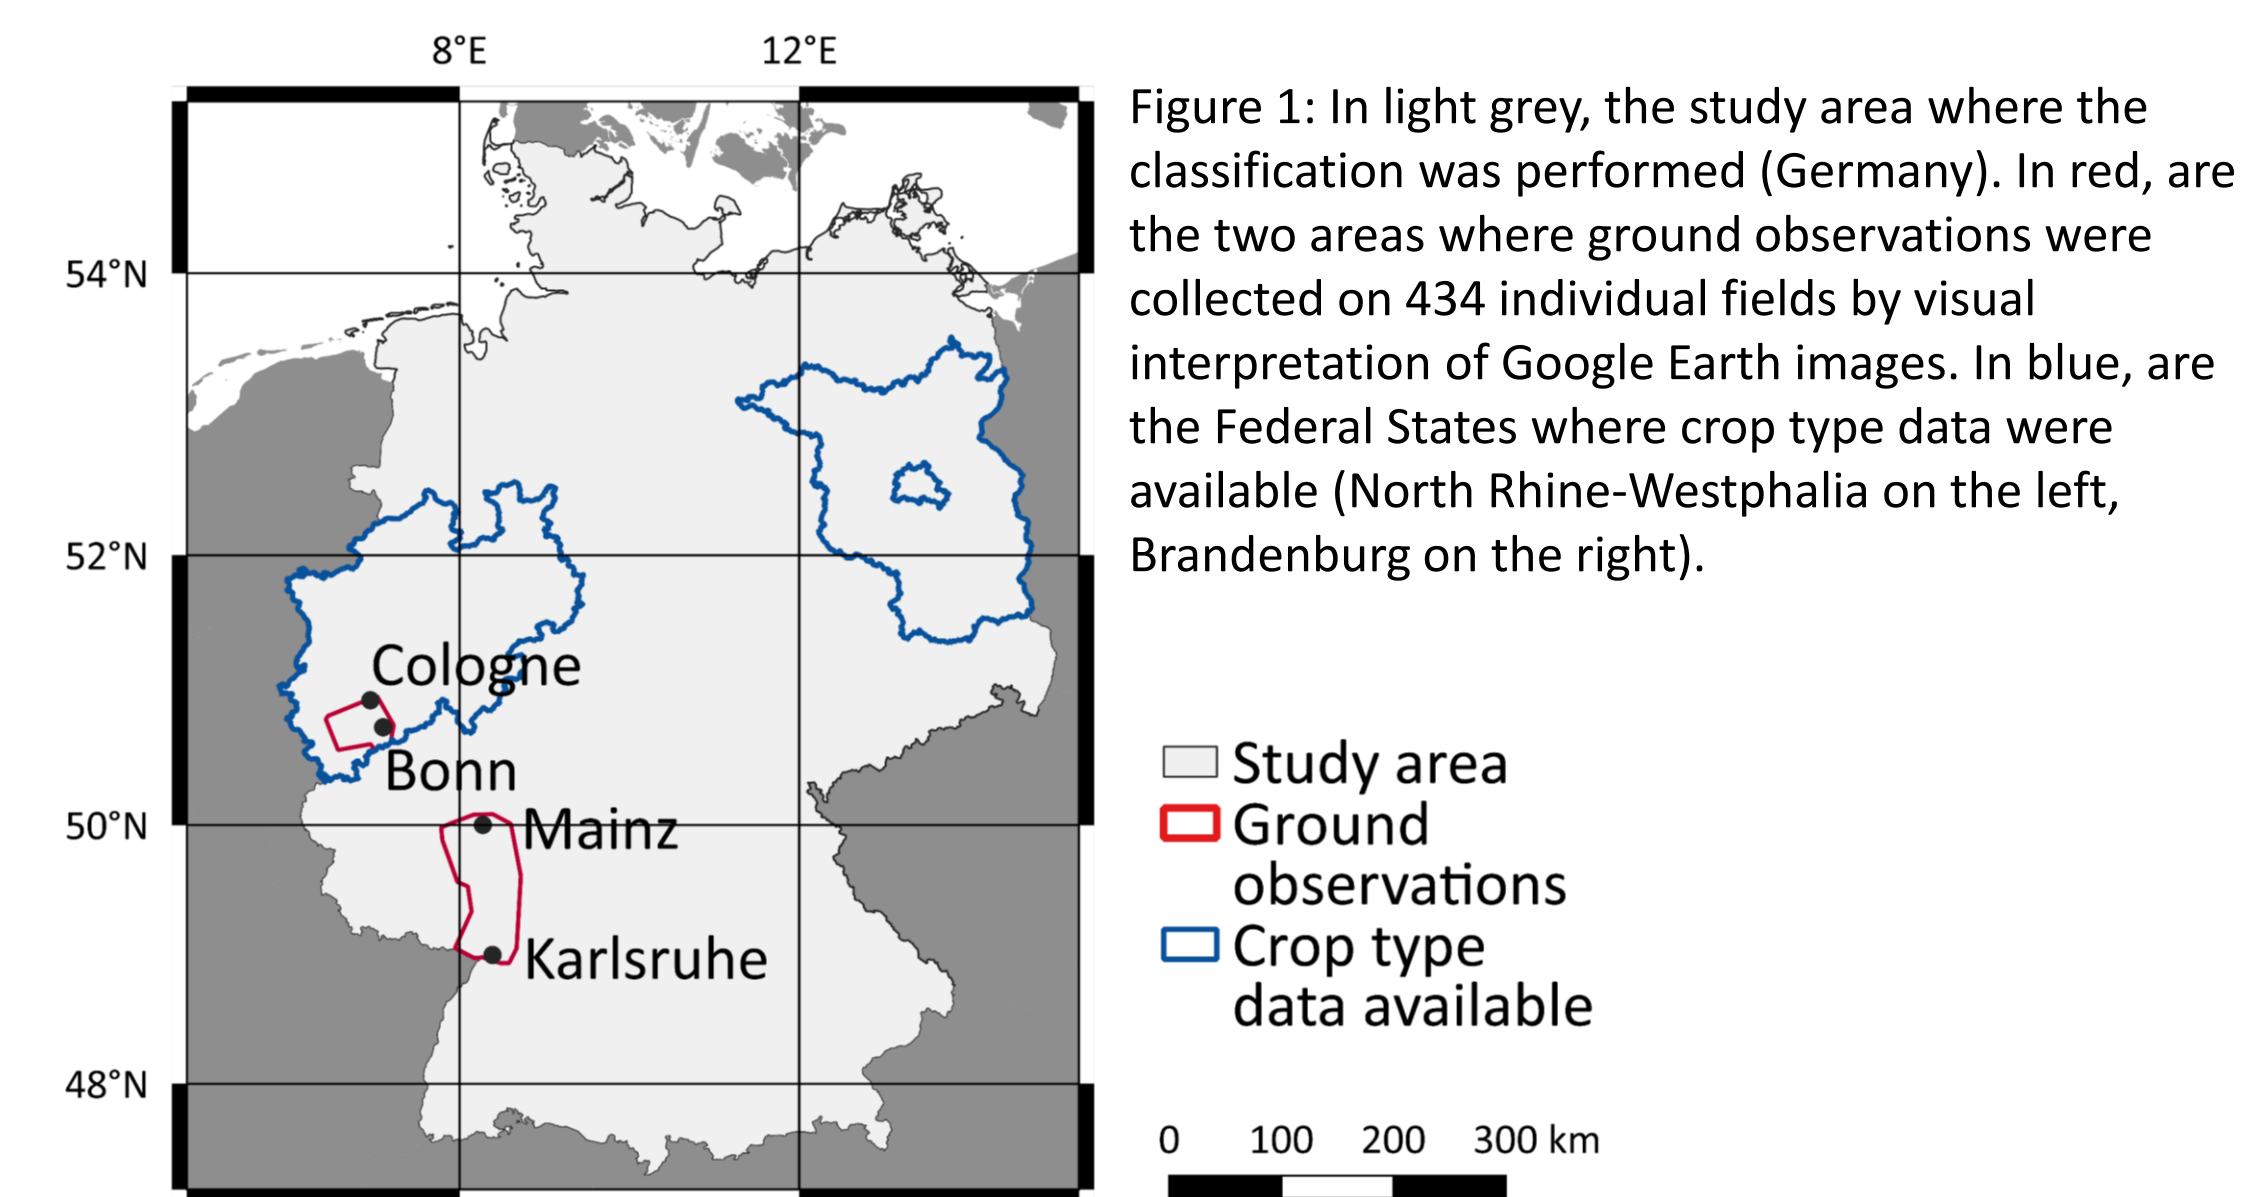 8°E 12°E
54°N
52°N
50°N
48°N
Cologne
Bonn
Mainz
Karlsruhe
Figure 1: In light grey, the study area where the
classification was performed (Germany). In red, are
the two areas where ground observations were
collected on 434 individual fields by visual
interpretation of Google Earth images. In blue, are
the Federal States where crop type data were
available (North Rhine-Westphalia on the left,
Brandenburg on the right).
Study area
Ground
observations
Crop type
data available
0 100 200 300 km